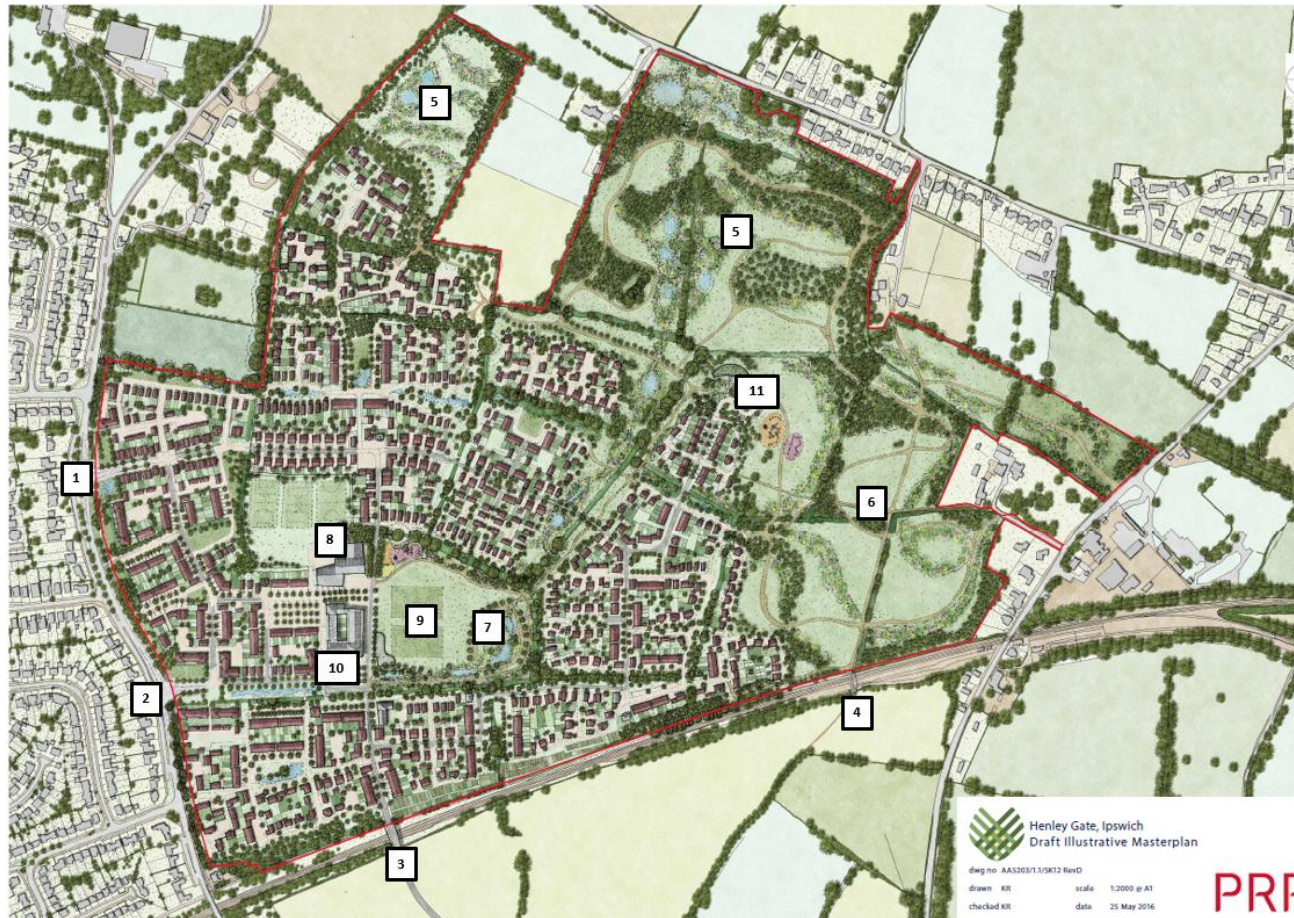 5
5
11
1
6
8
9
7
10
2
4
3
Henley Gate, Ipswich
Draft Illustrative Masterplan
dwg no AA5203/1.1/SK12 RevD
drawn KR scale 1:2000 @ A1
checked KR date 25 May 2016
PRP